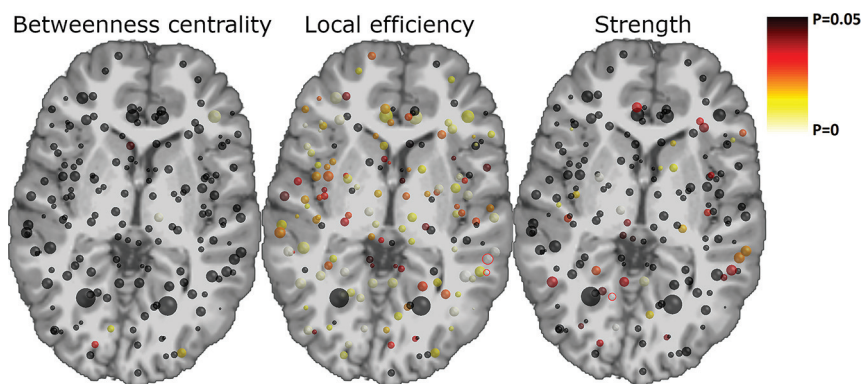 Betweenness centrality
Local efficiency
Strength
P=0.05
P=0